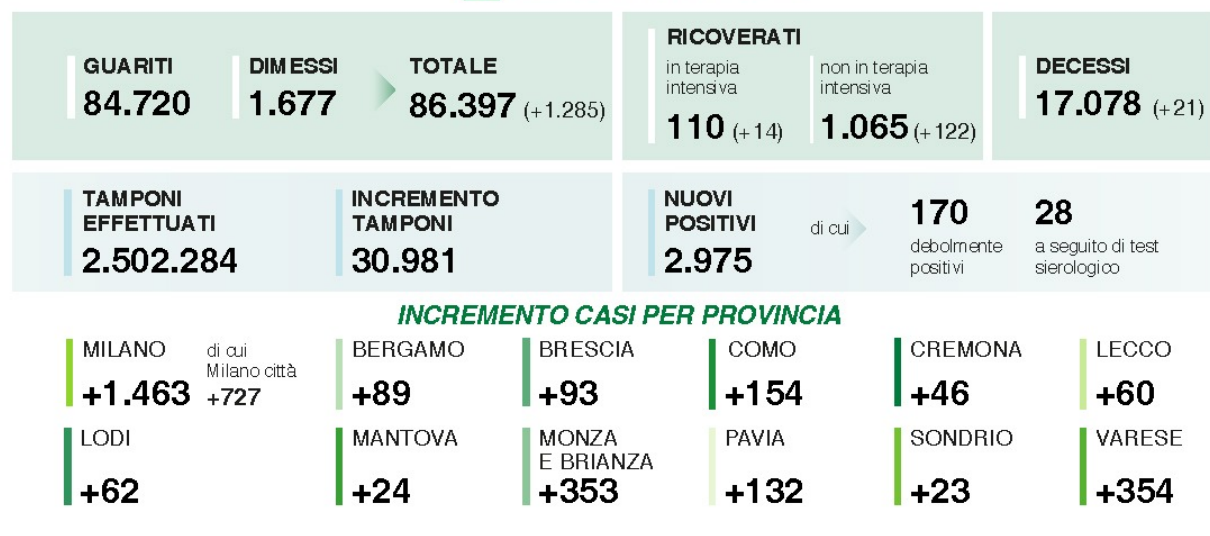 GUARITI
84.720
DIMESSI
1.677
TOTALE
86.397 (+1.285)
RICOVERATI
in terapia
intensiva
110 (+14)
non in terapia
intensiva
1.065 (+122)
DECESSI
17.078 (+21)
TAMPONI
EFFETTUATI
2.502.284
INCREMENTO
TAMPONI
30.981
NUOVI
POSITIVI
2.975
di cui
170
debolmente
positivi
28
a seguito di test
sierologico
INCREMENTO CASI PER PROVINCIA
MILANO
+1.463
di cui
Milano città
+727
BERGAMO
+89
BRESCIA
+93
COMO
+154
CREMONA
+46
LECCO
+60
LODI
+62
MANTOVA
+24
MONZA
E BRIANZA
+353
PAVIA
+132
SONDRIO
+23
VARESE
+354